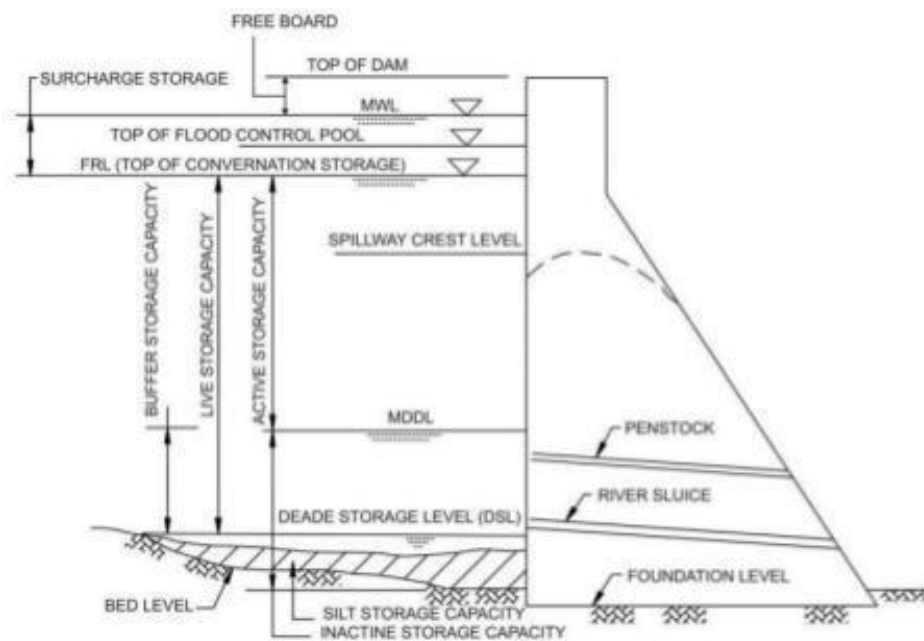 FREE BOARD
TOP OF DAM
SURCHARGE STORAGE
MWL
TOP OF FLOOD CONTROL POOL
FRL (TOP OF CONVERNATION STORAGE)
BUFFER STORAGE CAPACITY
LIVE STORAGE CAPACITY
ACTIVE STORAGE CAPACITY
SPILLWAY CREST LEVEL
MDDL
PENSTOCK
RIVER SLUICE
DEADE STORAGE LEVEL (DSL)
FOUNDATION LEVEL
BED LEVEL
SILT STORAGE CAPACITY
INACTINE STORAGE CAPACITY